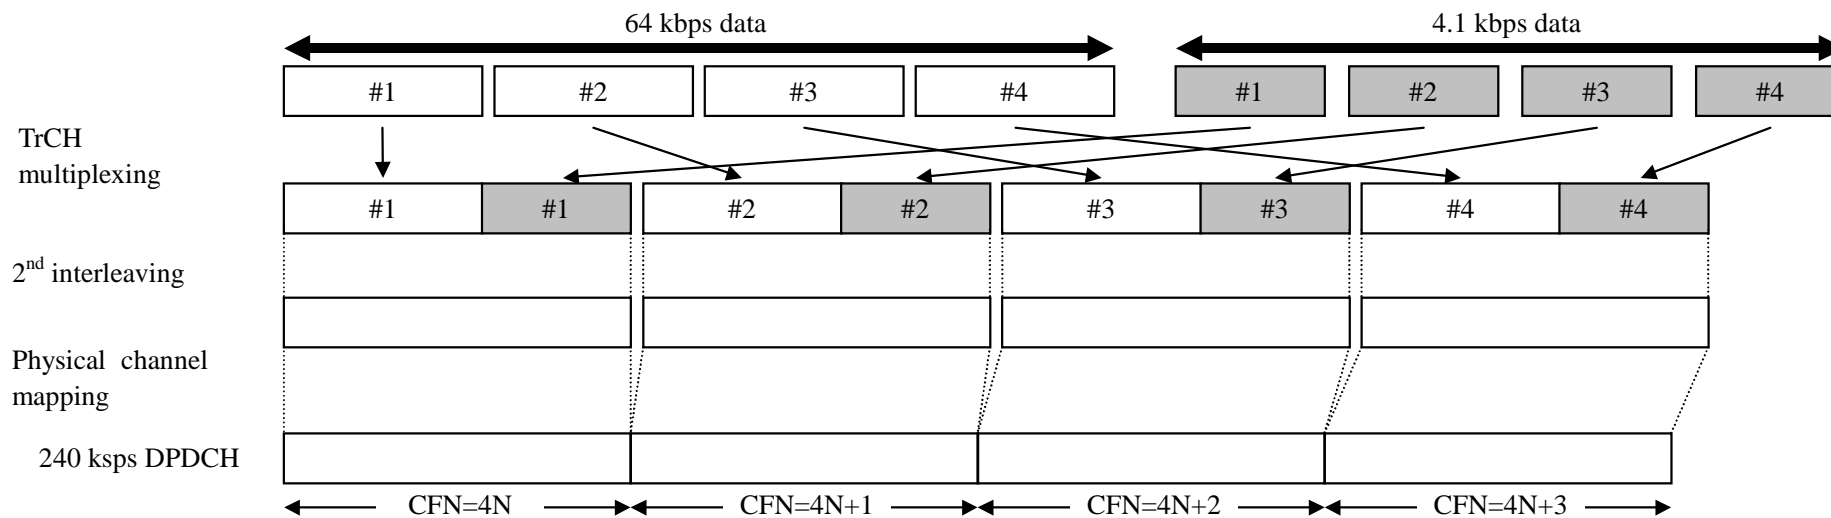 64 kbps data 4.1 kbps data
#1 #2 #3 #4 #1 #2 #3 #4
TrCH
multiplexing
#1 #1 #2 #2 #3 #3 #4 #4
2nd interleaving
Physical channel
mapping
240 ksps DPDCH
CFN=4N CFN=4N+1 CFN=4N+2 CFN=4N+3